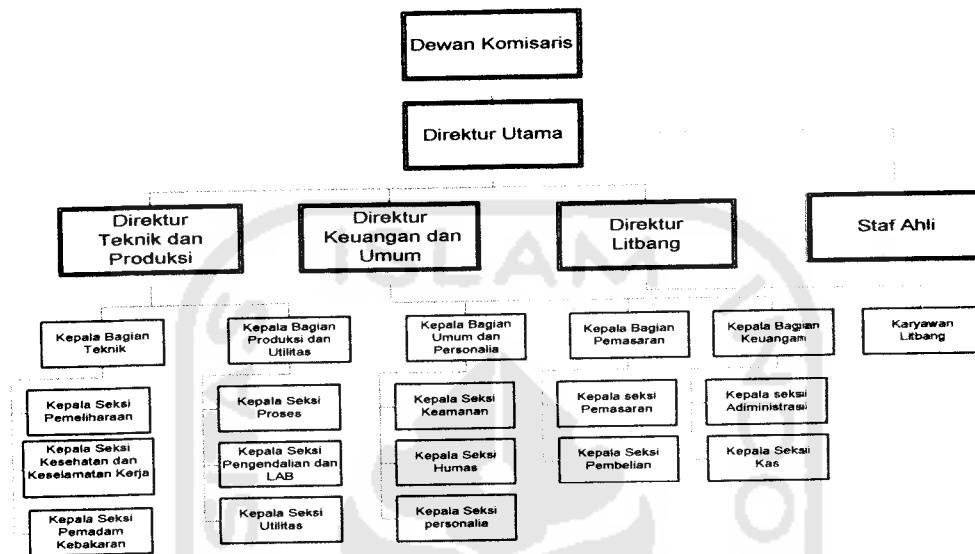 Dewan Komisaris
Direktur Utama
Direktur
Teknik dan
Produksi
Direktur
Keuangan dan
Umum
Direktur
Litbang
Staf Ahli
Kepala Bagian
Teknik
Kepala Bagian
Produksi dan
Utilitas
Kepala Bagian
Umum dan
Personalia
Kepala Bagian
Pemasaran
Kepala Bagian
Keuangam
Karyawan
Litbang
Kepala Seksi
Pemeliharaan
Kepala Seksi
Proses
Kepala Seksi
Keamanan
Kepala seksi
Pemasaran
Kepala seksi
Adiministrasi
Kepala Seksi
Kesehatan dan
Keselamatan Kerja
Kepala Seksi
Pengendalian dan
LAB
Kepala Seksi
Humas
Kepala Seksi
Pembelian
Kepala Seksi
Kas
Kepala Seksi
Pemadam
Kebakaran
Kepala Seksi
Utilitas
Kepala Seksi
personalia
ISLAM